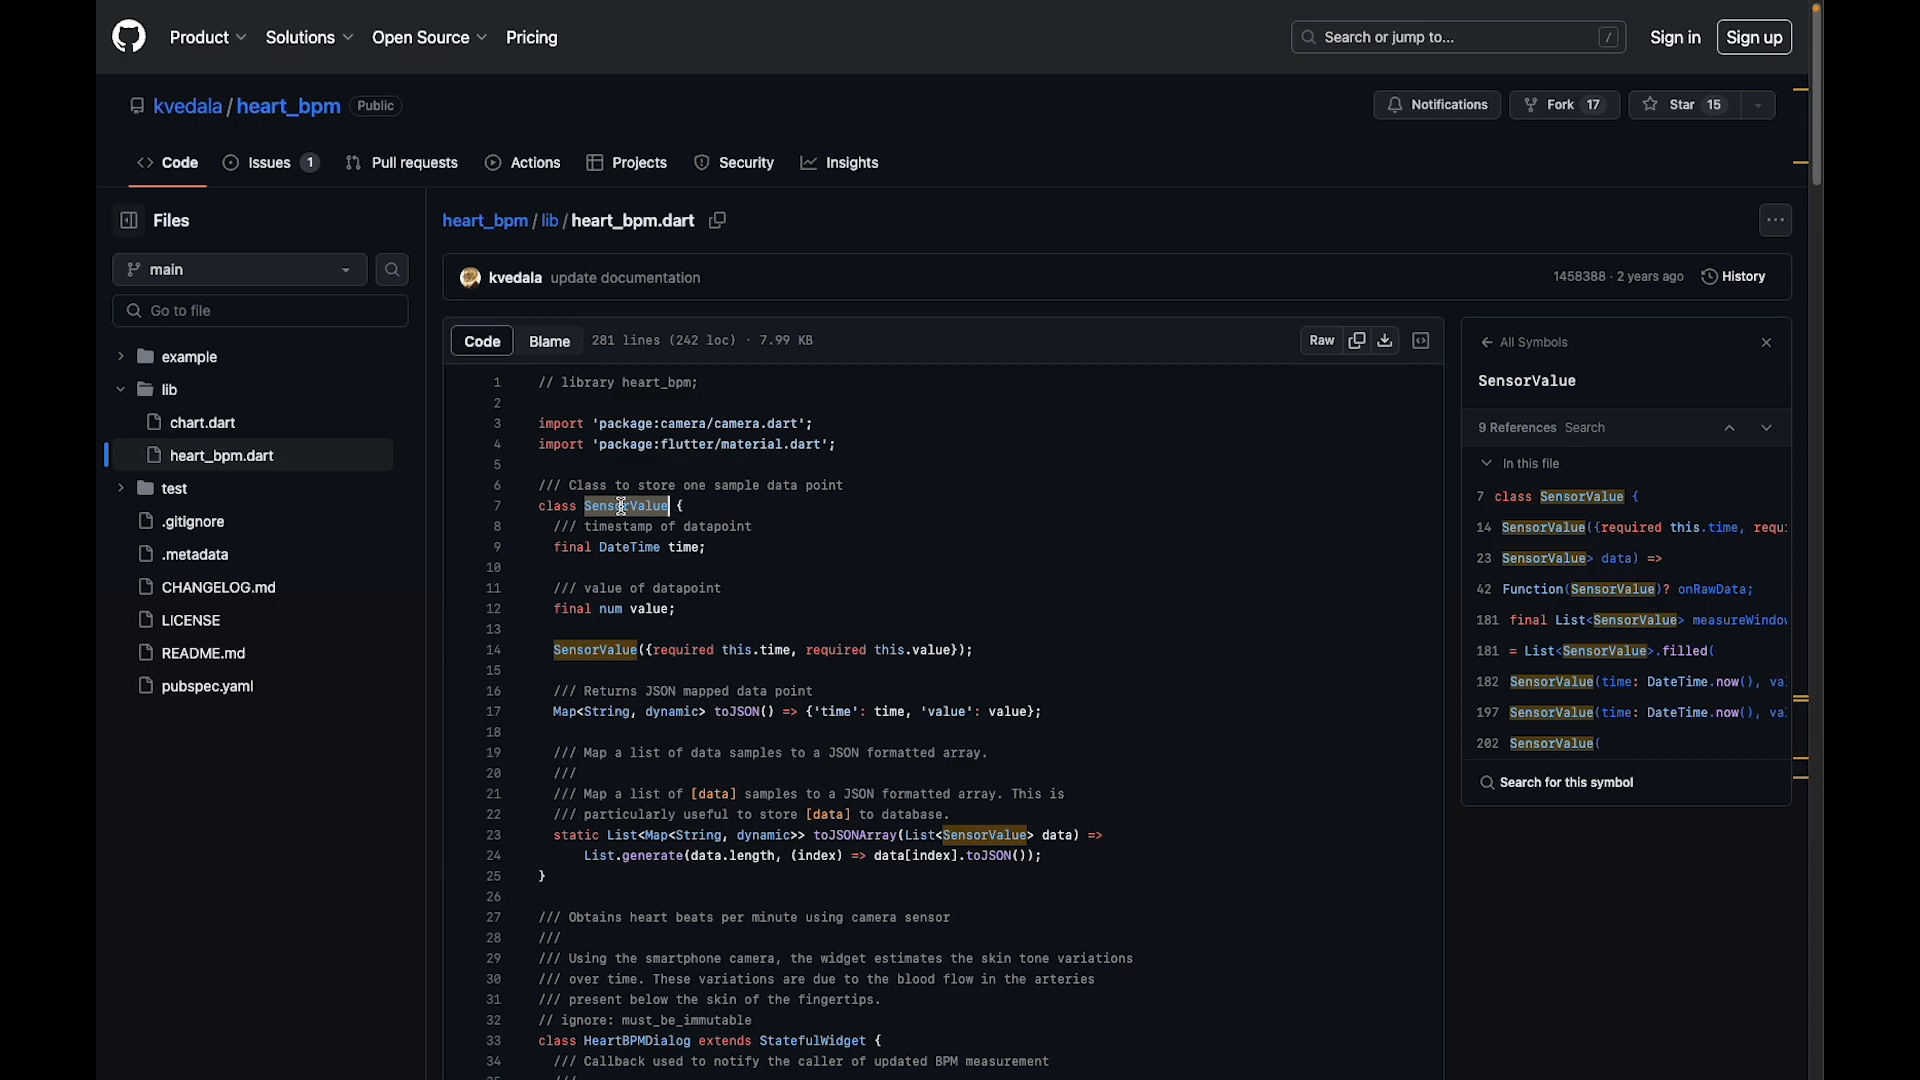 Product Solutions Open Source Pricing Search or jump to... / Sign in Sign up
kvedala / heart_bpm Public Notifications Fork 17 Star 15
Code Issues 1 Pull requests Actions Projects Security Insights
Files
main
Go to file
example
lib
chart.dart
heart_bpm.dart
test
.gitignore
.metadata
CHANGELOG.md
LICENSE
README.md
pubspec.yaml
heart_bpm / lib / heart_bpm.dart
kvedala update documentation 1458388 · 2 years ago History
Code Blame 281 lines (242 loc) · 7.99 KB Raw
1 // library heart_bpm;
2
3 import 'package:camera/camera.dart';
4 import 'package:flutter/material.dart';
5
6 /// Class to store one sample data point
7 class SensorValue {
8 /// timestamp of datapoint
9 final DateTime time;
10
11 /// value of datapoint
12 final num value;
13
14 SensorValue({required this.time, required this.value});
15
16 /// Returns JSON mapped data point
17 Map<String, dynamic> toJSON() => {'time': time, 'value': value};
18
19 /// Map a list of data samples to a JSON formatted array.
20 ///
21 /// Map a list of [data] samples to a JSON formatted array. This is
22 /// particularly useful to store [data] to database.
23 static List<Map<String, dynamic>> toJSONArray(List<SensorValue> data) =>
24 List.generate(data.length, (index) => data[index].toJSON());
25 }
26
27 /// Obtains heart beats per minute using camera sensor
28 ///
29 /// Using the smartphone camera, the widget estimates the skin tone variations
30 /// over time. These variations are due to the blood flow in the arteries
31 /// present below the skin of the fingertips.
32 // ignore: must_be_immutable
33 class HeartBPMDialog extends StatefulWidget {
34 /// Callback used to notify the caller of updated BPM measurement
All Symbols
SensorValue
9 References Search
In this file
7 class SensorValue {
14 SensorValue({required this.time, requi
23 SensorValue> data) =>
42 Function(SensorValue)? onRawData;
181 final List<SensorValue> measureWindow
181 = List<SensorValue>.filled(
182 SensorValue(time: DateTime.now(), va
197 SensorValue(time: DateTime.now(), va
202 SensorValue(
Search for this symbol